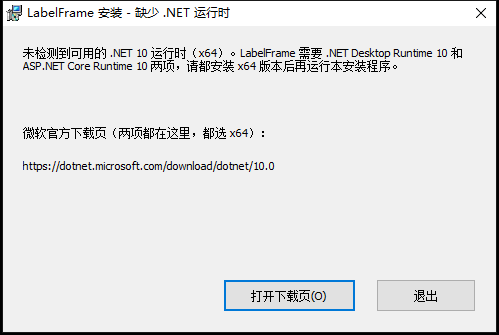 LabelFrame 安装 - 缺少 .NET 运行时
未检测到可用的 .NET 10 运行时（x64）。LabelFrame 需要 .NET Desktop Runtime 10 和
ASP.NET Core Runtime 10 两项，请都安装 x64 版本后再运行本安装程序。
微软官方下载页（两项都在这里，都选 x64）：
https://dotnet.microsoft.com/download/dotnet/10.0
打开下载页(O)
退出